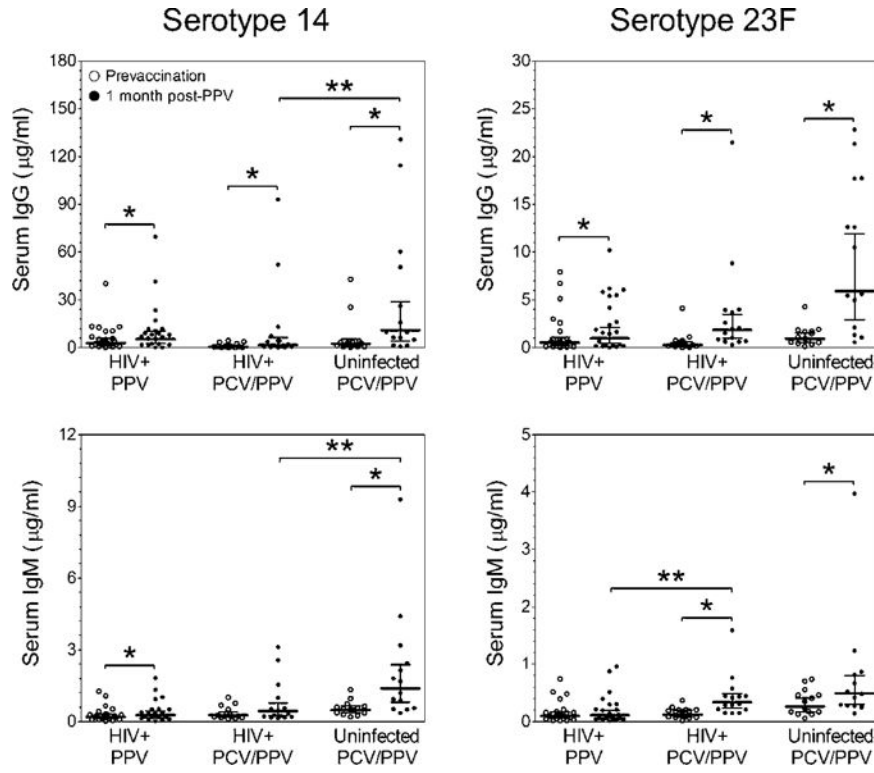 Serotype 14
Serotype 23F
Serum IgG (μg/ml)
180
150
120
90
60
30
0
Prevaccination
1 month post-PPV
*
*
**
*
HIV+
PPV
HIV+
PCV/PPV
Uninfected
PCV/PPV
Serum IgG (μg/ml)
30
25
20
15
10
5
0
*
*
*
HIV+
PPV
HIV+
PCV/PPV
Uninfected
PCV/PPV
Serum IgM (μg/ml)
12
9
6
3
0
*
**
*
HIV+
PPV
HIV+
PCV/PPV
Uninfected
PCV/PPV
Serum IgM (μg/ml)
5
4
3
2
1
0
**
*
*
HIV+
PPV
HIV+
PCV/PPV
Uninfected
PCV/PPV